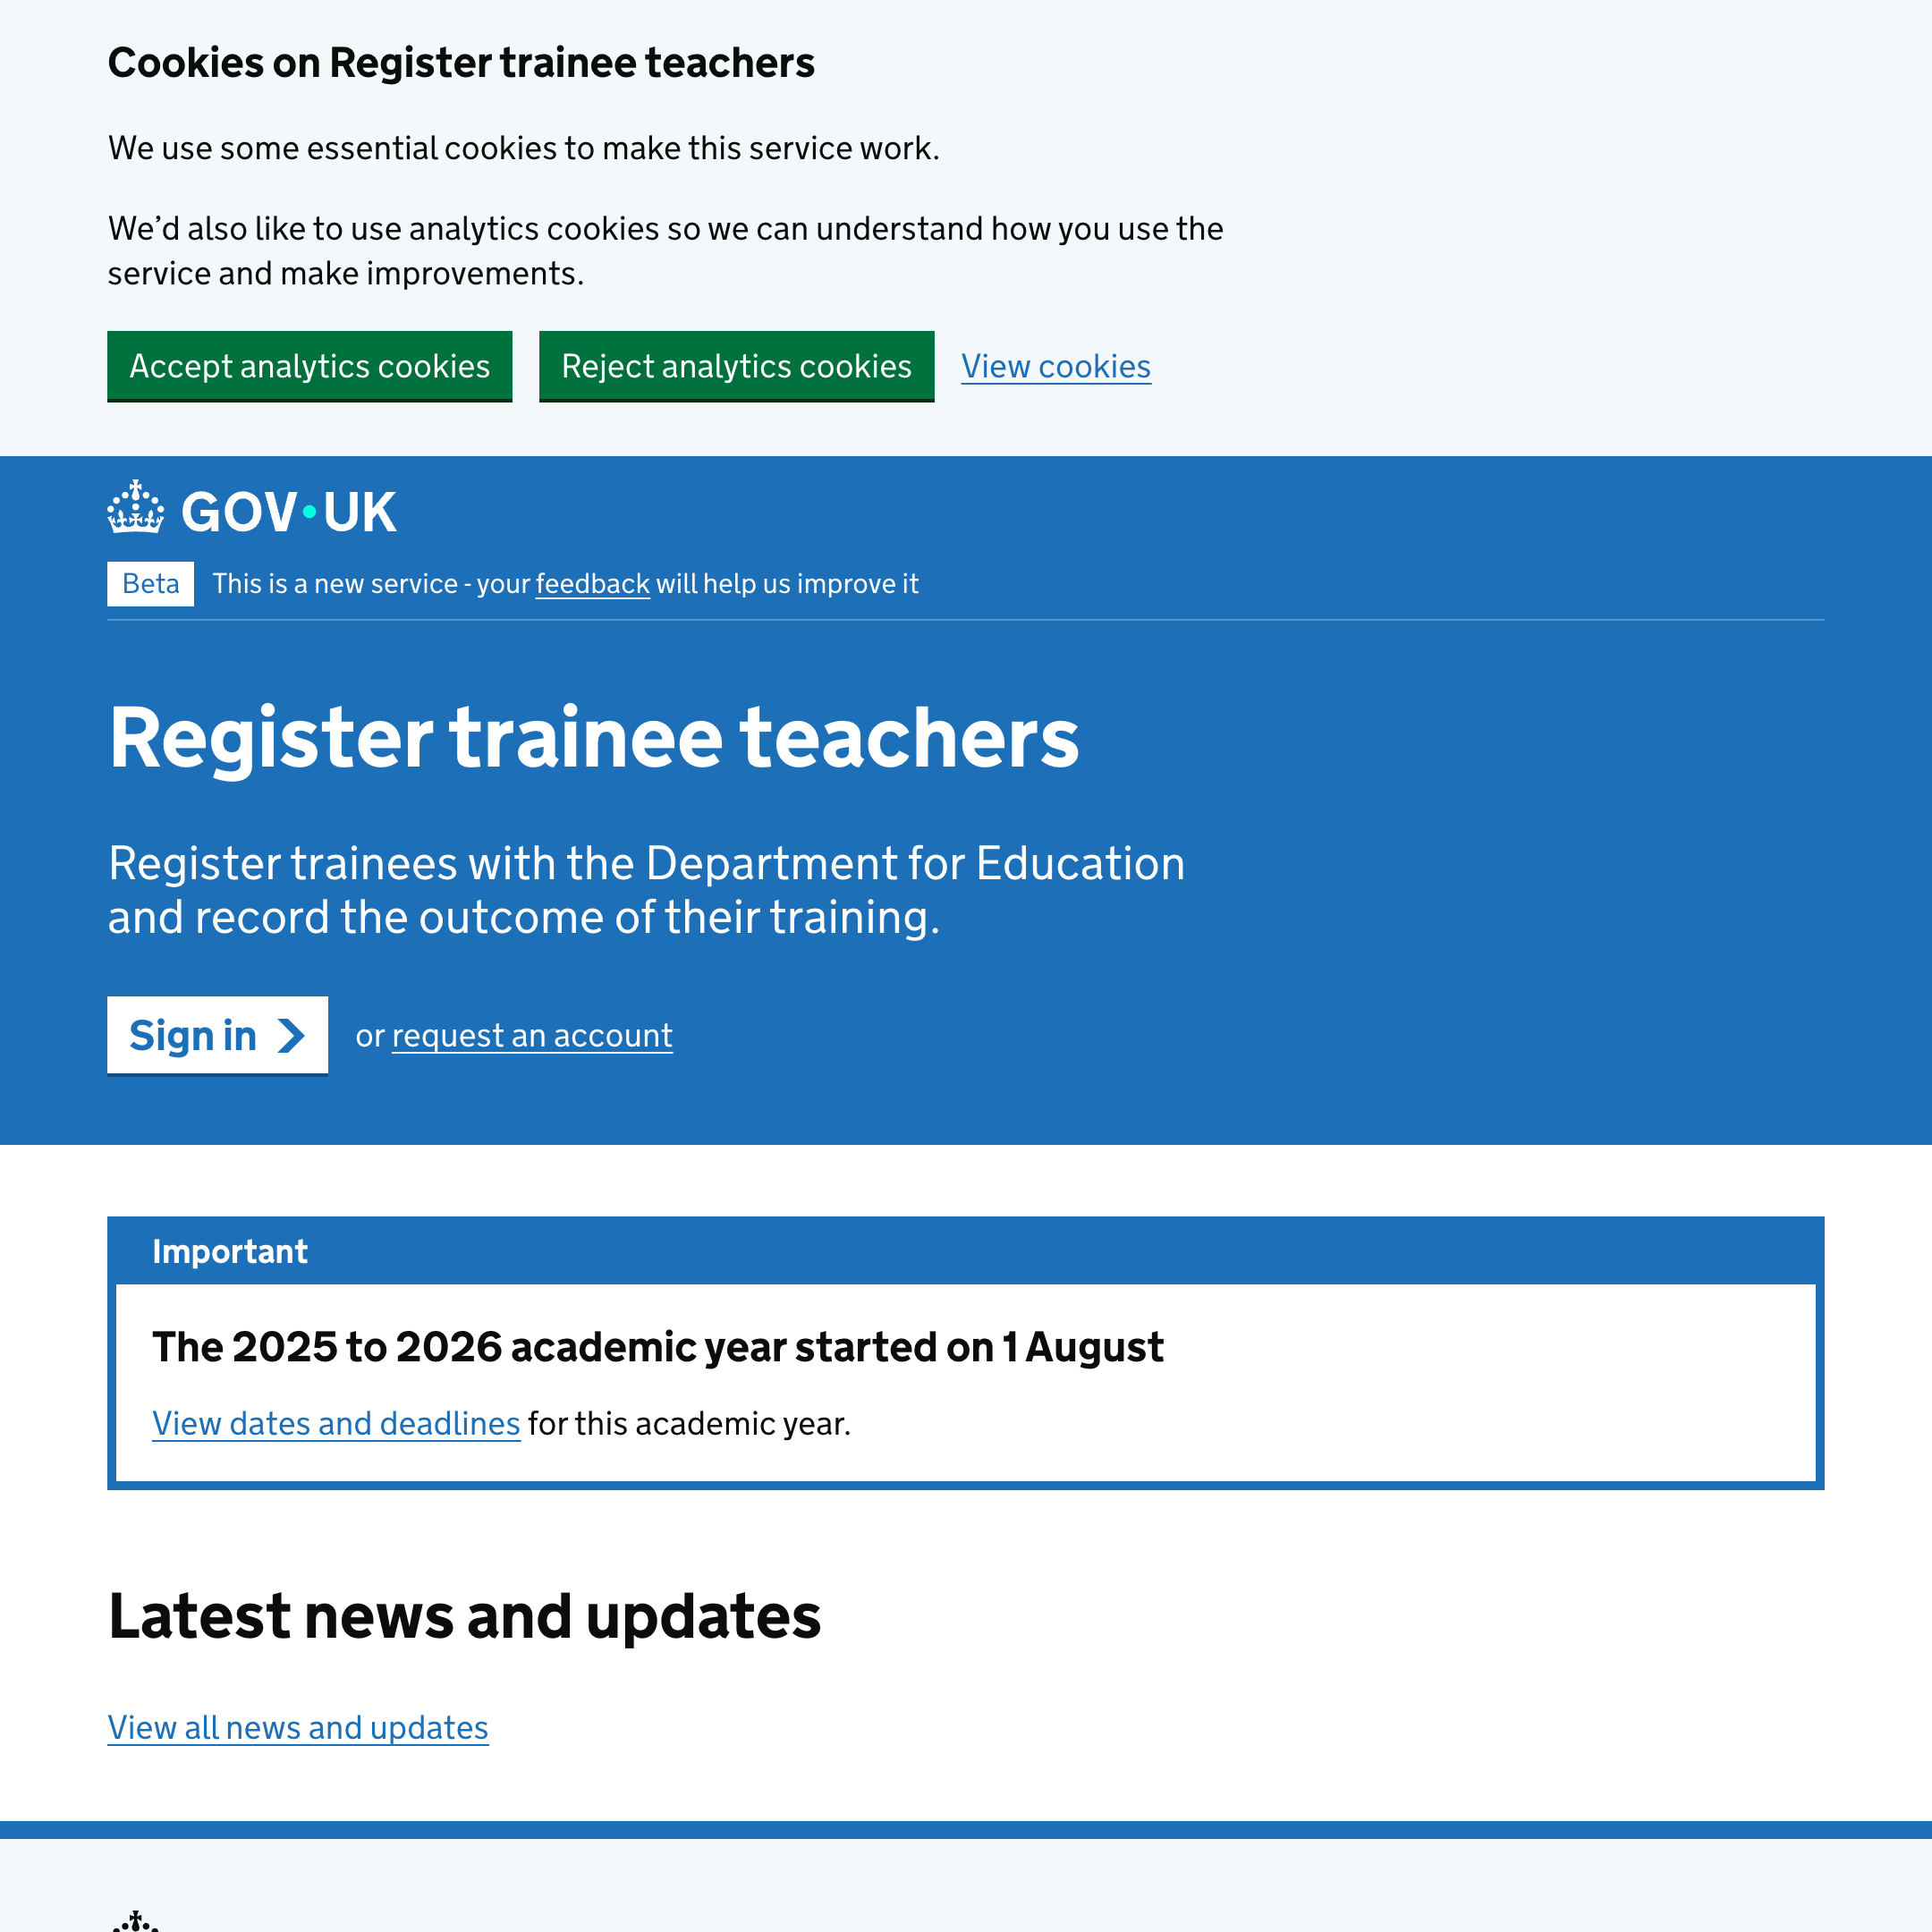 Cookies on Register trainee teachers
We use some essential cookies to make this service work.
We’d also like to use analytics cookies so we can understand how you use the
service and make improvements.
Accept analytics cookies
Reject analytics cookies
View cookies
GOV·UK
Beta
This is a new service - your feedback will help us improve it
Register trainee teachers
Register trainees with the Department for Education
and record the outcome of their training.
Sign in
or request an account
Important
The 2025 to 2026 academic year started on 1 August
View dates and deadlines for this academic year.
Latest news and updates
View all news and updates